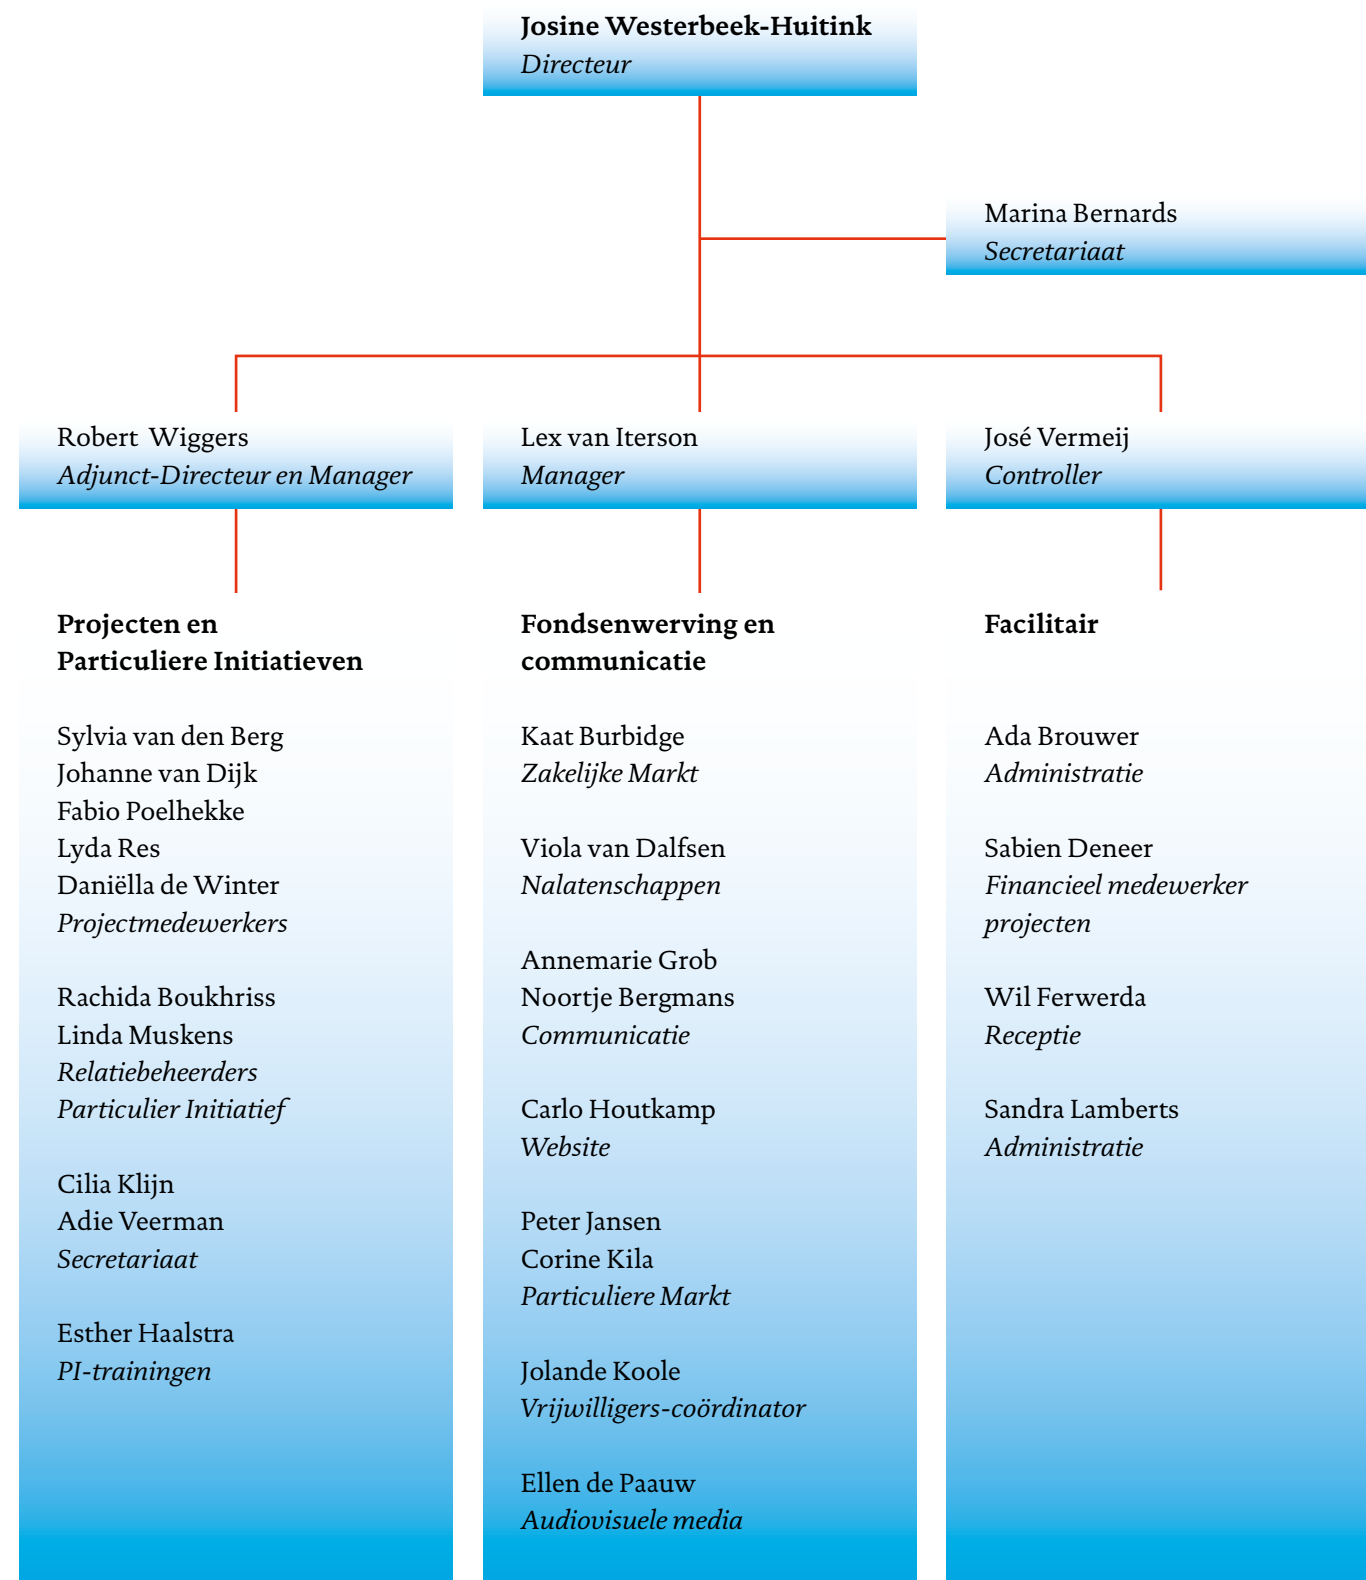 Josine Westerbeek-Huitink
Directeur
Marina Bernards
Secretariaat
Robert Wiggers
Adjunct-Directeur en Manager
Lex van Iterson
Manager
José Vermeij
Controller
Projecten en
Particuliere Initiatieven
Sylvia van den Berg
Johanne van Dijk
Fabio Poelhekke
Lyda Res
Daniëlla de Winter
Projectmedewerkers
Rachida Boukhriss
Linda Muskens
Relatiebeheerders
Particulier Initiatief
Cilia Klijn
Adie Veerman
Secretariaat
Esther Haalstra
PI-trainingen
Fondsenwerving en
communicatie
Kaat Burbidge
Zakelijke Markt
Viola van Dalfsen
Nalatenschappen
Annemarie Grob
Noortje Bergmans
Communicatie
Carlo Houtkamp
Website
Peter Jansen
Corine Kila
Particuliere Markt
Jolande Koole
Vrijwilligers-coördinator
Ellen de Paauw
Audiovisuele media
Facilitair
Ada Brouwer
Administratie
Sabien Deneer
Financieel medewerker
projecten
Wil Ferwerda
Receptie
Sandra Lamberts
Administratie